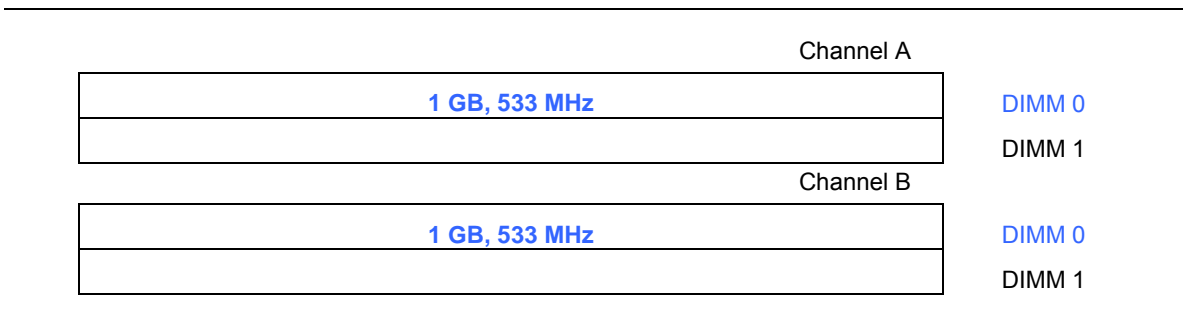 Channel A
1 GB, 533 MHz DIMM 0
DIMM 1
Channel B
1 GB, 533 MHz DIMM 0
DIMM 1